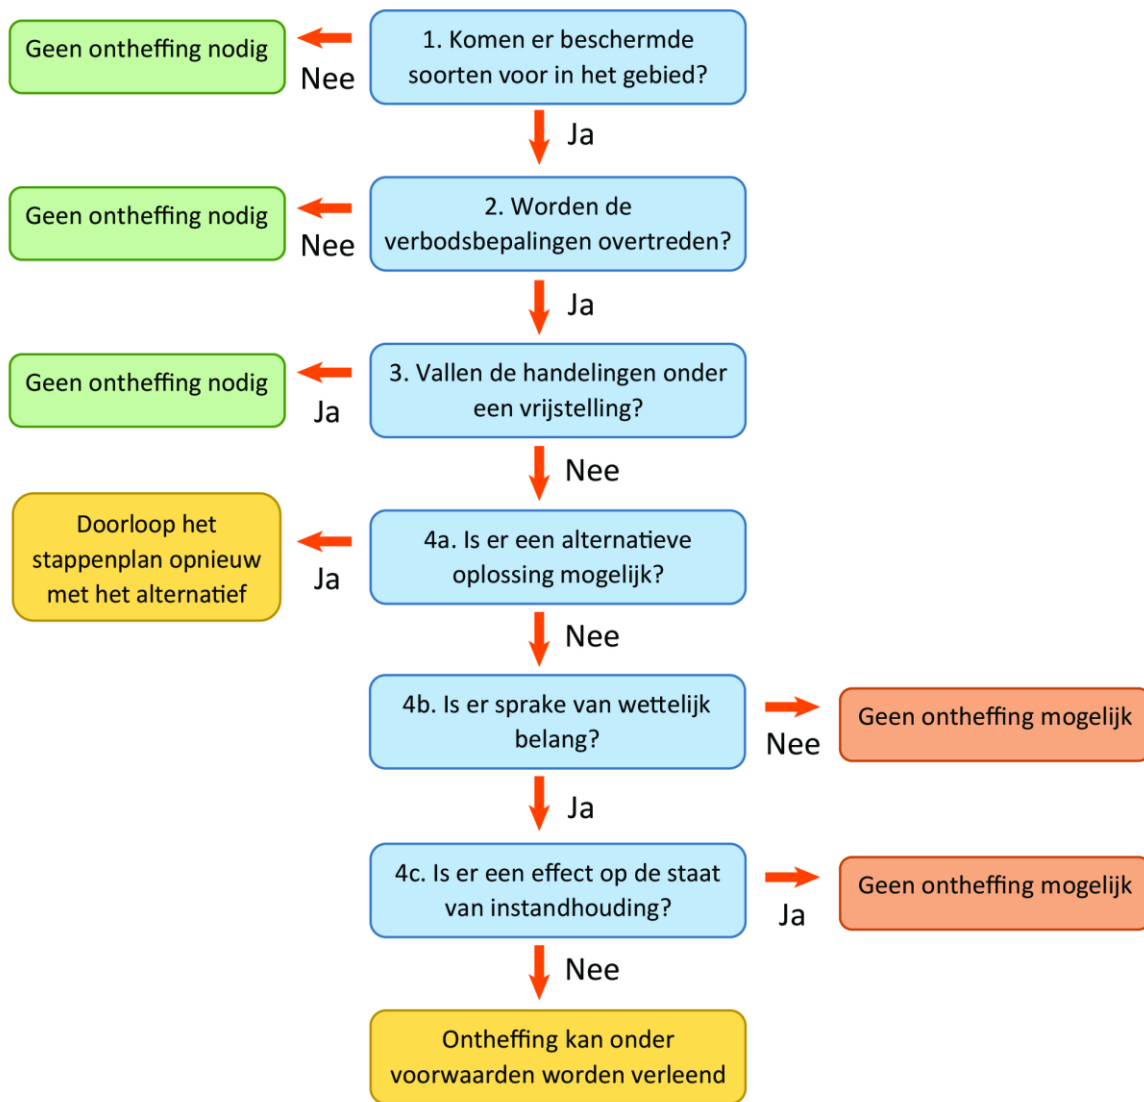 Geen ontheffing nodig
Nee
1. Komen er beschermde
soorten voor in het gebied?
Ja
Geen ontheffing nodig
Nee
2. Worden de
verbodsbepalingen overtreden?
Ja
Geen ontheffing nodig
Ja
3. Vallen de handelingen onder
een vrijstelling?
Nee
Doorloop het
stappenplan opnieuw
met het alternatief
Ja
4a. Is er een alternatieve
oplossing mogelijk?
Nee
4b. Is er sprake van wettelijk
belang?
Nee
Geen ontheffing mogelijk
Ja
4c. Is er een effect op de staat
van instandhouding?
Ja
Geen ontheffing mogelijk
Nee
Ontheffing kan onder
voorwaarden worden verleend